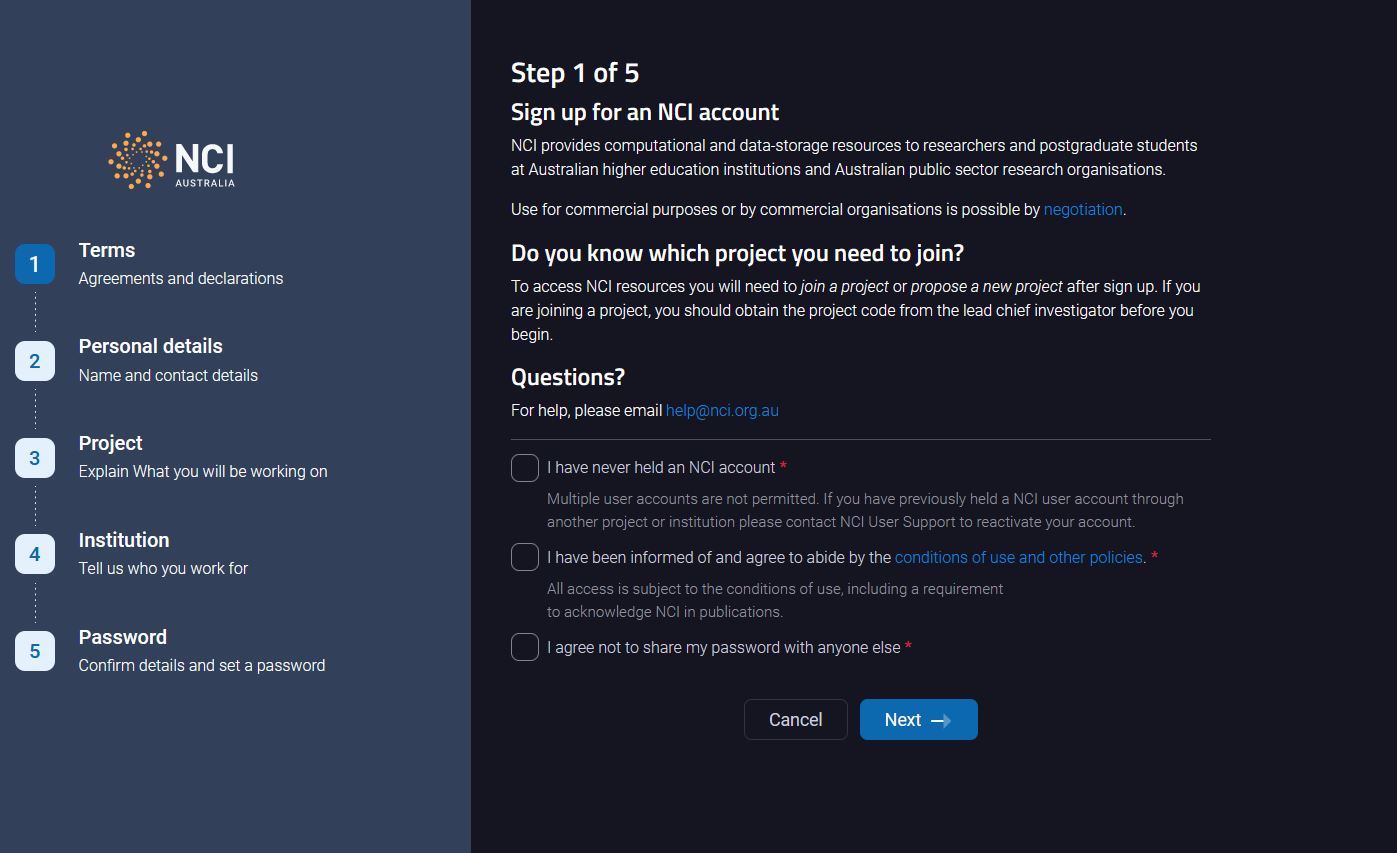 NCI
AUSTRALIA
1
Terms
Agreements and declarations
2
Personal details
Name and contact details
3
Project
Explain What you will be working on
4
Institution
Tell us who you work for
5
Password
Confirm details and set a password
Step 1 of 5
Sign up for an NCI account
NCI provides computational and data-storage resources to researchers and postgraduate students
at Australian higher education institutions and Australian public sector research organisations.
Use for commercial purposes or by commercial organisations is possible by negotiation.
Do you know which project you need to join?
To access NCI resources you will need to join a project or propose a new project after sign up. If you
are joining a project, you should obtain the project code from the lead chief investigator before you
begin.
Questions?
For help, please email help@nci.org.au
I have never held an NCI account *
Multiple user accounts are not permitted. If you have previously held a NCI user account through
another project or institution please contact NCI User Support to reactivate your account.
I have been informed of and agree to abide by the conditions of use and other policies. *
All access is subject to the conditions of use, including a requirement
to acknowledge NCI in publications.
I agree not to share my password with anyone else *
Cancel
Next